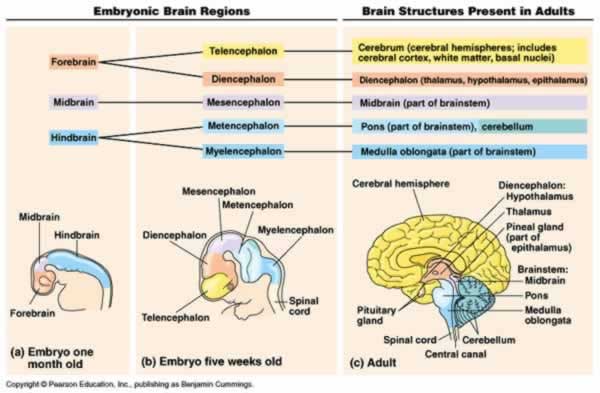 Embryonic Brain Regions
Brain Structures Present in Adults
Forebrain
Telencephalon
Cerebrum (cerebral hemispheres; includes
cerebral cortex, white matter, basal nuclei)
Diencephalon
Diencephalon (thalamus, hypothalamus, epithalamus)
Midbrain
Mesencephalon
Midbrain (part of brainstem)
Hindbrain
Metencephalon
Pons (part of brainstem), cerebellum
Myelencephalon
Medulla oblongata (part of brainstem)
Midbrain
Hindbrain
Forebrain
(a) Embryo one
month old
Mesencephalon
Metencephalon
Diencephalon
Myelencephalon
Telencephalon
Spinal
cord
(b) Embryo five weeks old
Cerebral hemisphere
Diencephalon:
Hypothalamus
Thalamus
Pineal gland
(part of
epithalamus)
Brainstem:
Midbrain
Pons
Medulla
oblongata
Pituitary
gland
Spinal cord
Cerebellum
Central canal
(c) Adult
Copyright © Pearson Education, Inc., publishing as Benjamin Cummings.